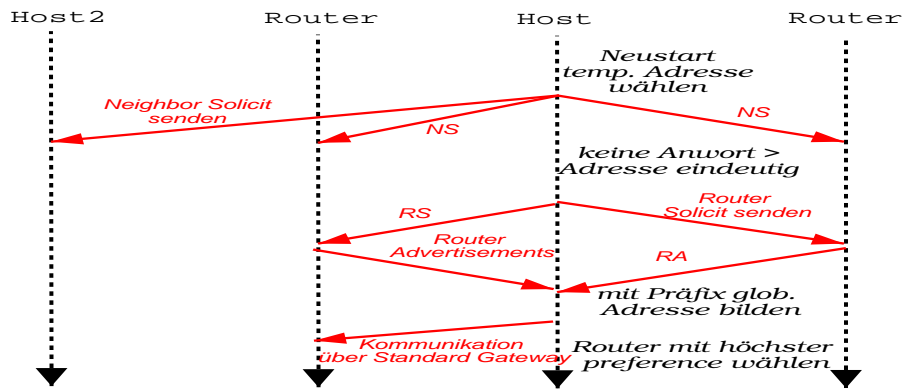 Host2
Router
Host
Router
Neustart
temp. Adresse
wählen
Neighbor Solicit
senden
NS
NS
keine Anwort >
Adresse eindeutig
RS
Router
Solicit senden
Router
Advertisements
RA
mit Präfix glob.
Adresse bilden
Kommunikation
über Standard Gateway
Router mit höchster
preference wählen